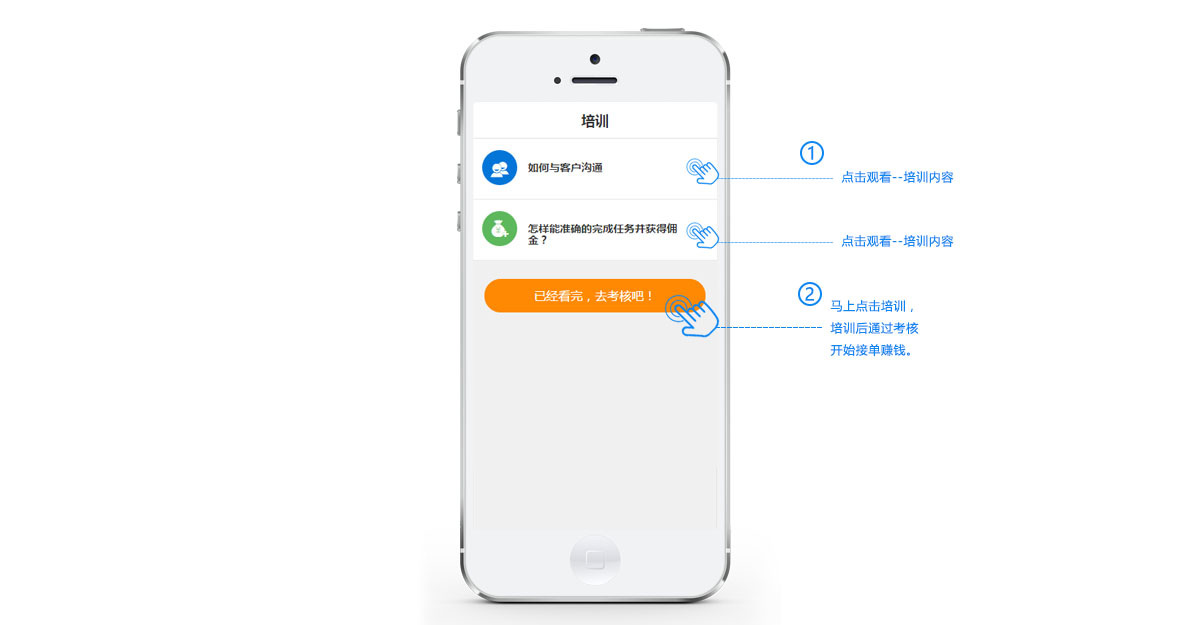 培训
如何与客户沟通
怎样能准确的完成任务并获得佣
金？
已经看完，去考核吧！
①
点击观看--培训内容
点击观看--培训内容
②
马上点击培训，
培训后通过考核
开始接单赚钱。